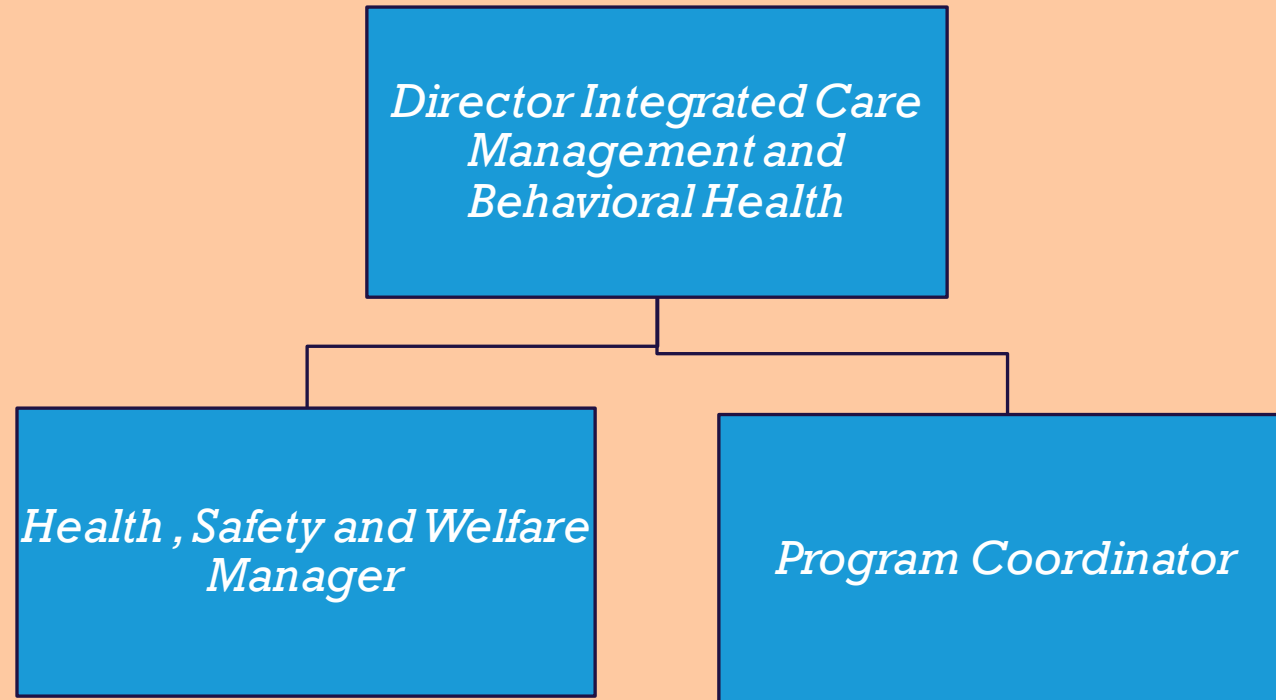 Director Integrated Care
Management and
Behavioral Health
Health , Safety and Welfare
Manager
Program Coordinator